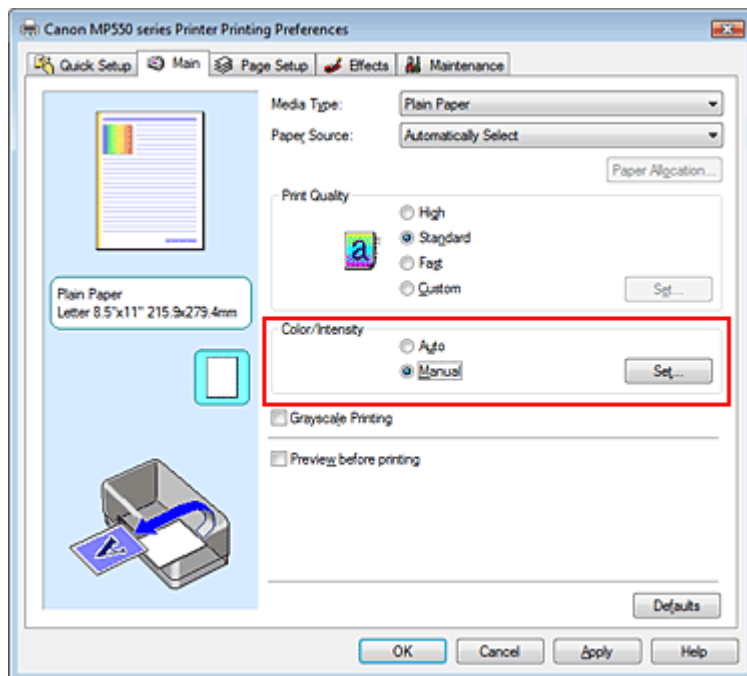 Canon MP550 series Printer Printing Preferences
Quick Setup Main Page Setup Effects Maintenance
Media Type: Plain Paper
Paper Source: Automatically Select
Paper Allocation...
Print Quality
High
Standard
Fast
Custom Set...
Plain Paper
Letter 8.5"x11" 215.9x279.4mm
Color/Intensity
Auto
Manual Set...
Grayscale Printing
Preview before printing
Defaults
OK Cancel Apply Help